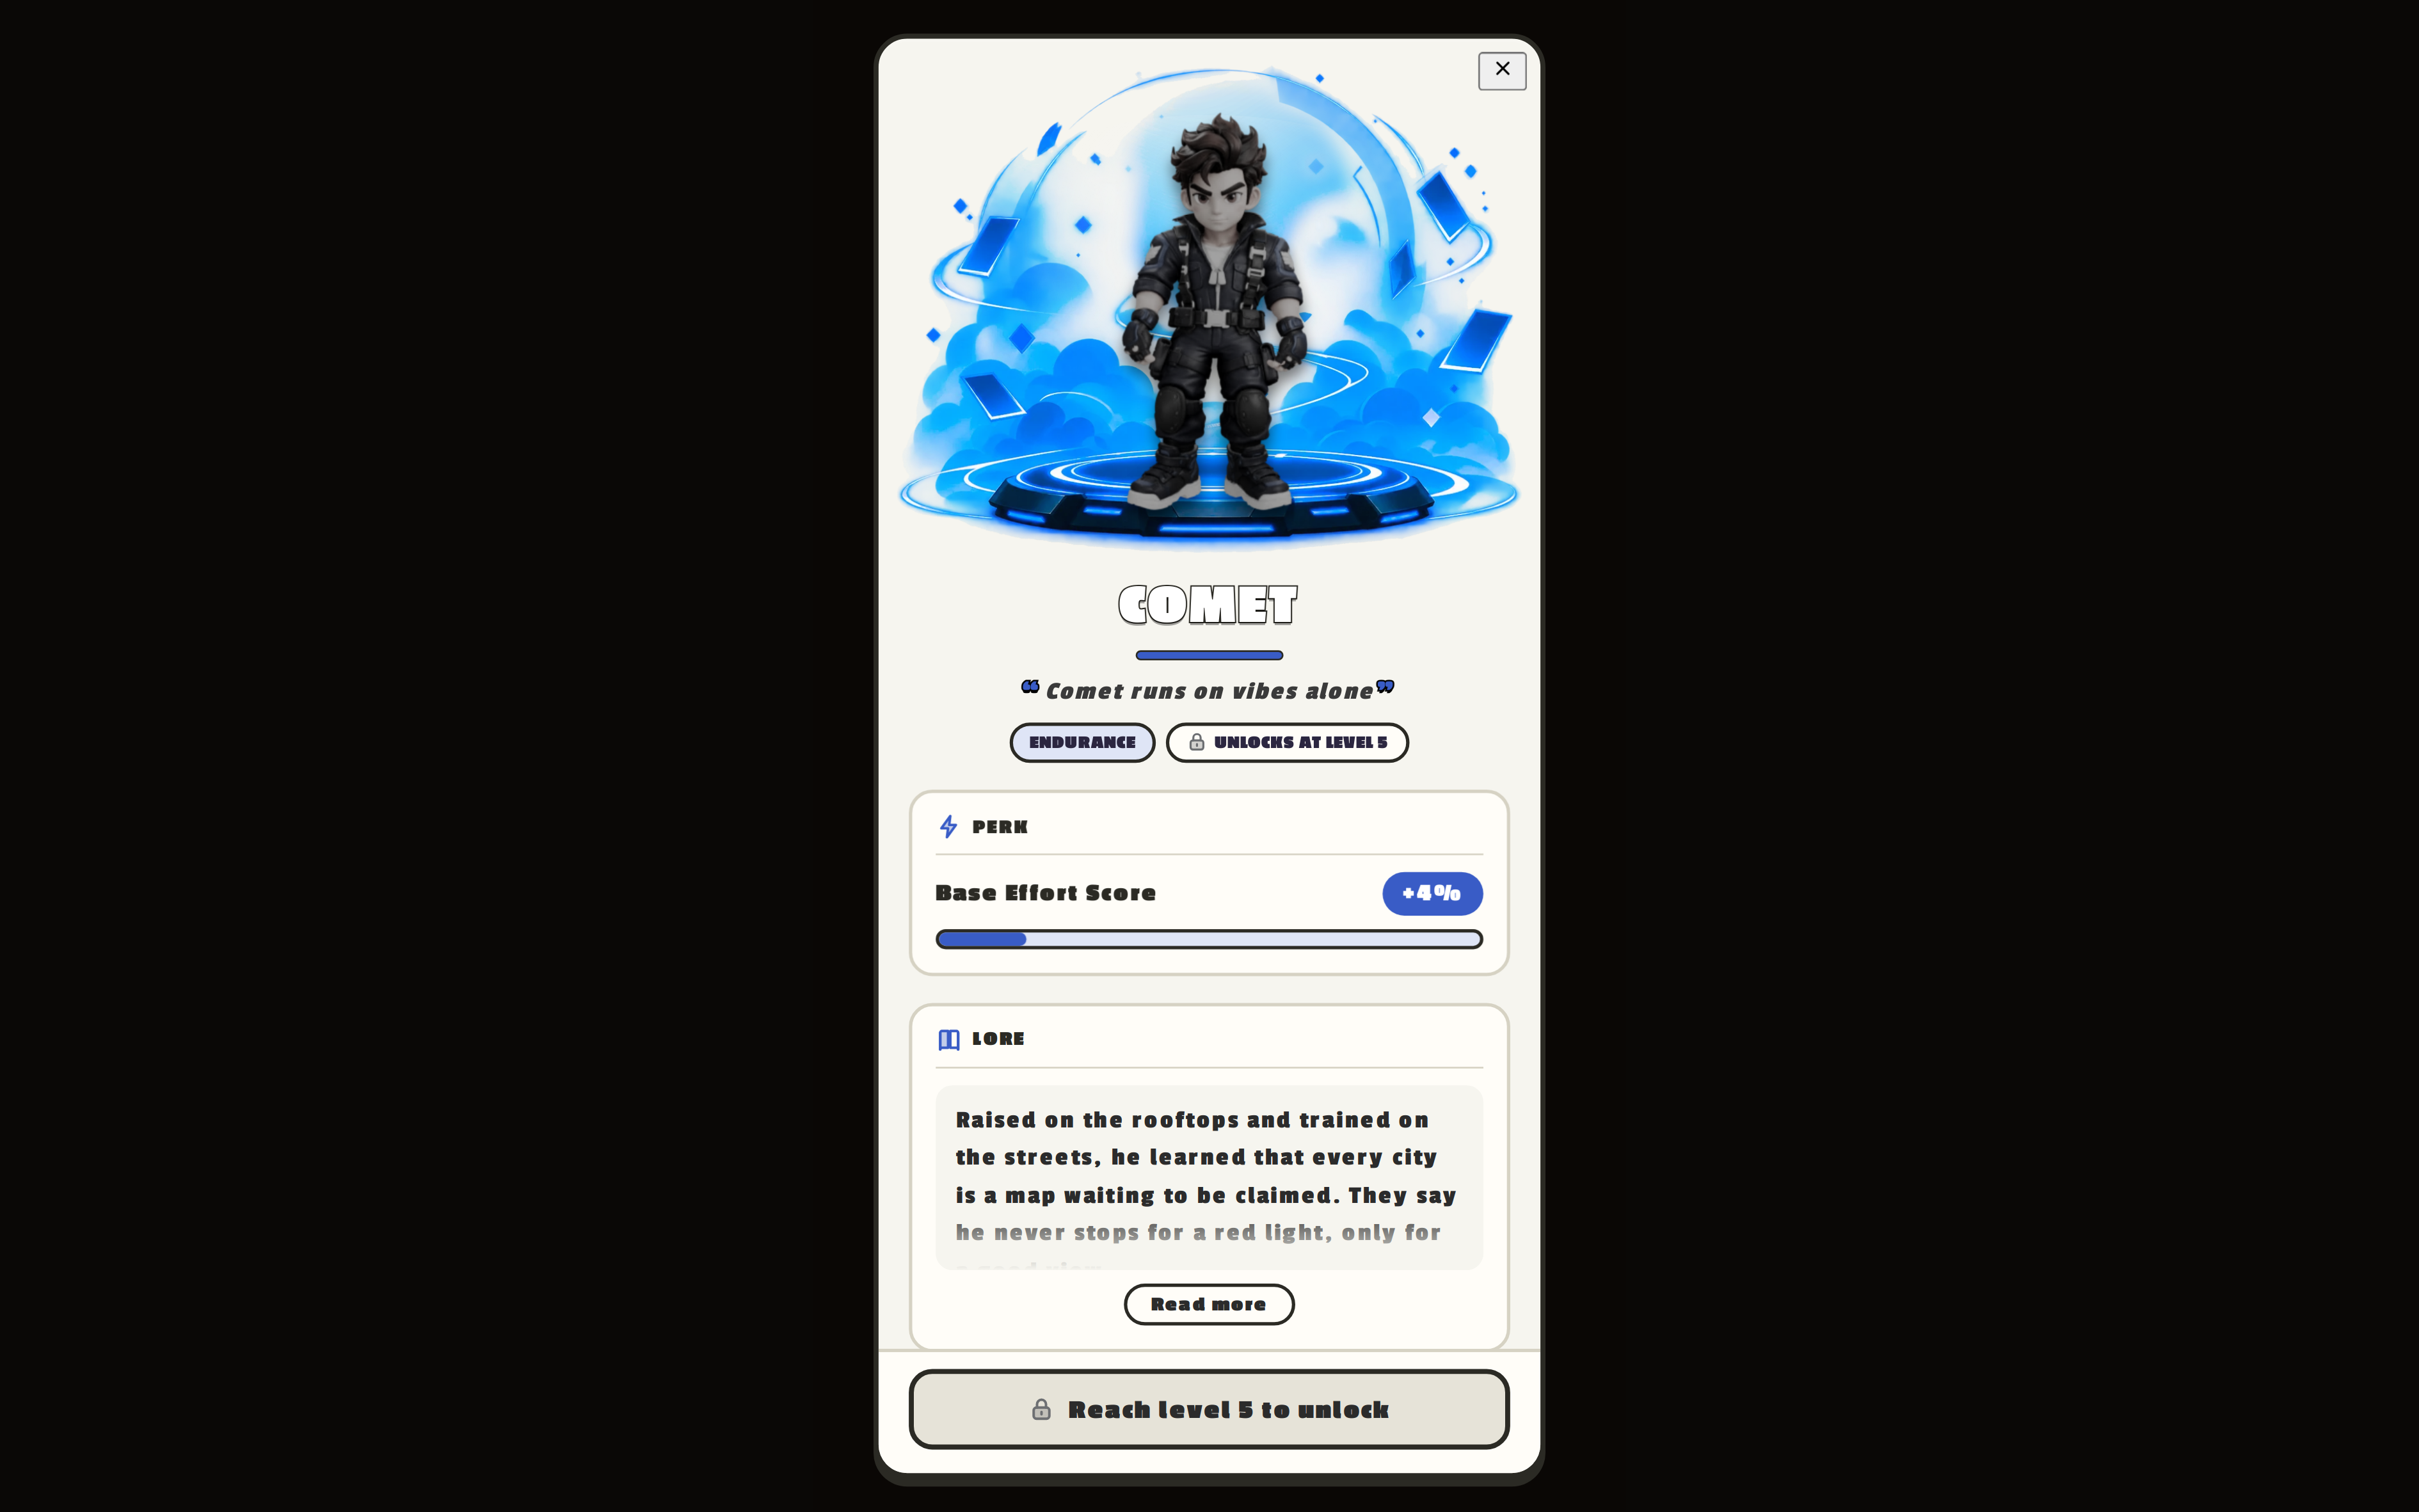 COMET
❝ Comet runs on vibes alone ❞
ENDURANCE
UNLOCKS AT LEVEL 5
PERK
Base Effort Score
+4%
LORE
Raised on the rooftops and trained on
the streets, he learned that every city
is a map waiting to be claimed. They say
he never stops for a red light, only for
Read more
Reach level 5 to unlock